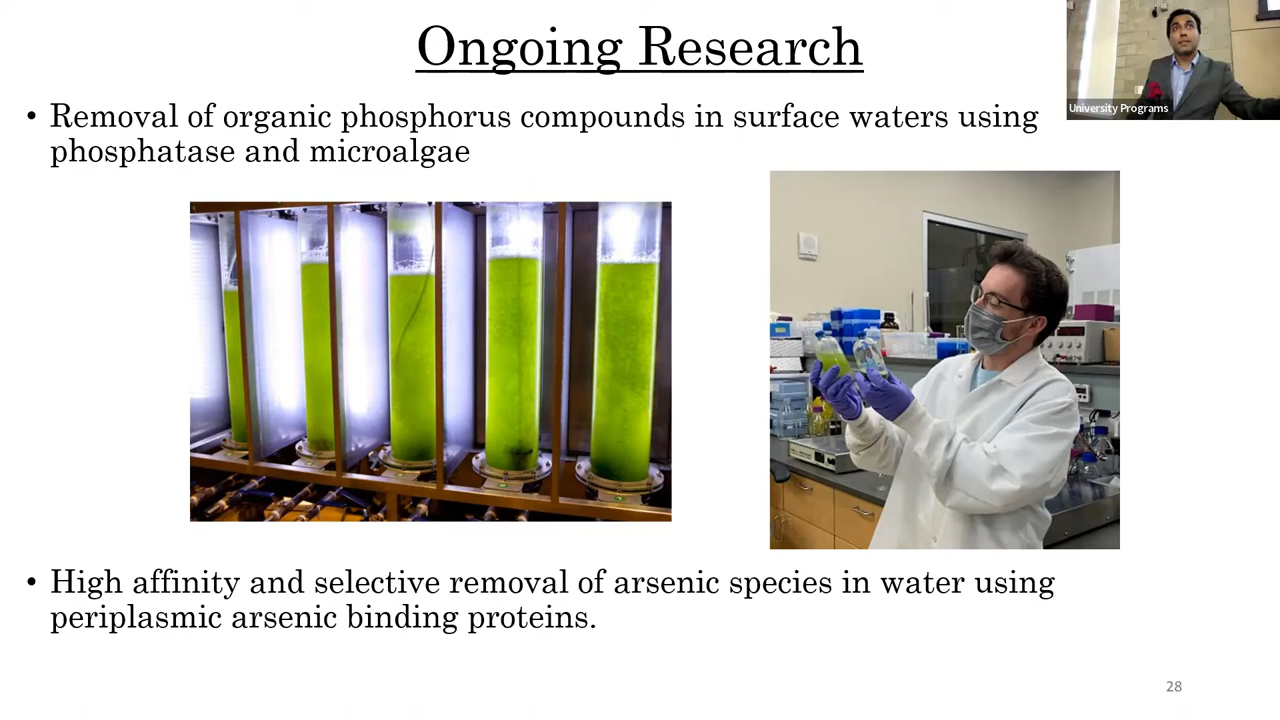 Ongoing Research
University Programs
• Removal of organic phosphorus compounds in surface waters using
phosphatase and microalgae
• High affinity and selective removal of arsenic species in water using
periplasmic arsenic binding proteins.
28